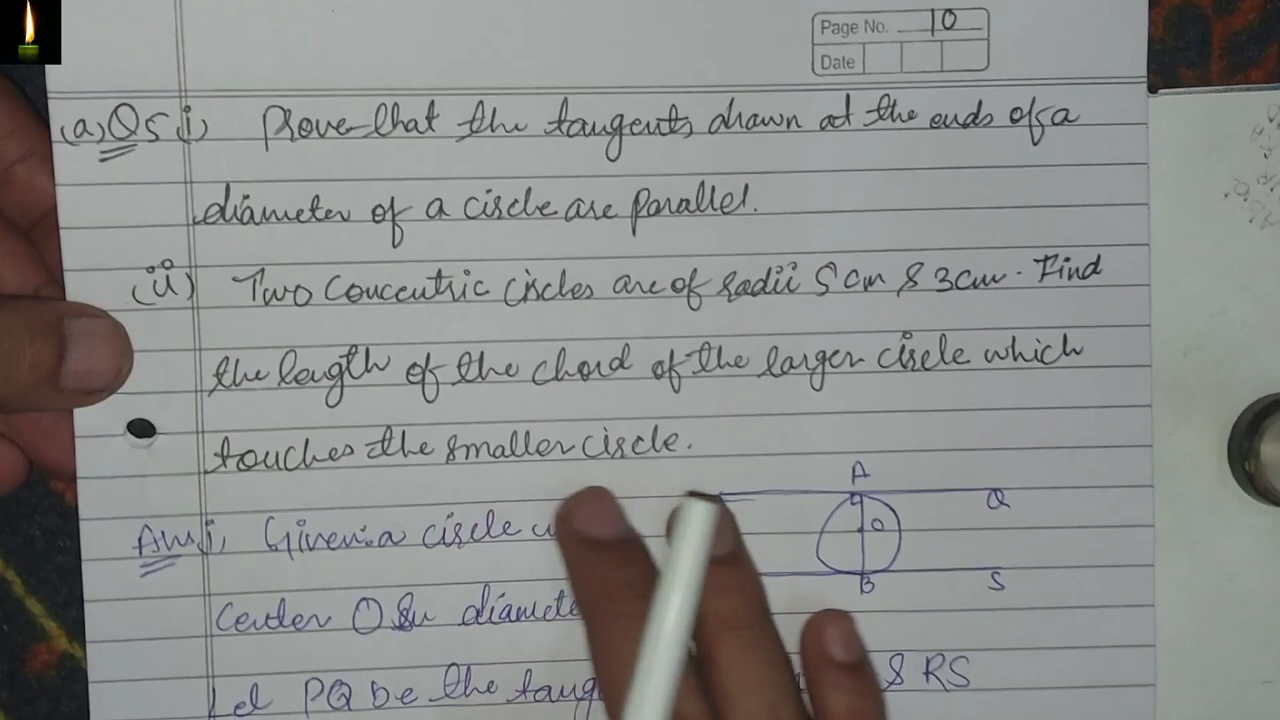 Page No. 10
Date
(a) Q5 i) Prove that the tangents drawn at the ends of a
diameter of a circle are parallel.
(ii) Two concentric circles are of radii 5 cm & 3cm. Find
the length of the chord of the larger circle which
touches the smaller circle.
A
Ans i, Given: a circle
Q
O
B
S
Center O &
Let PQ be the
& RS